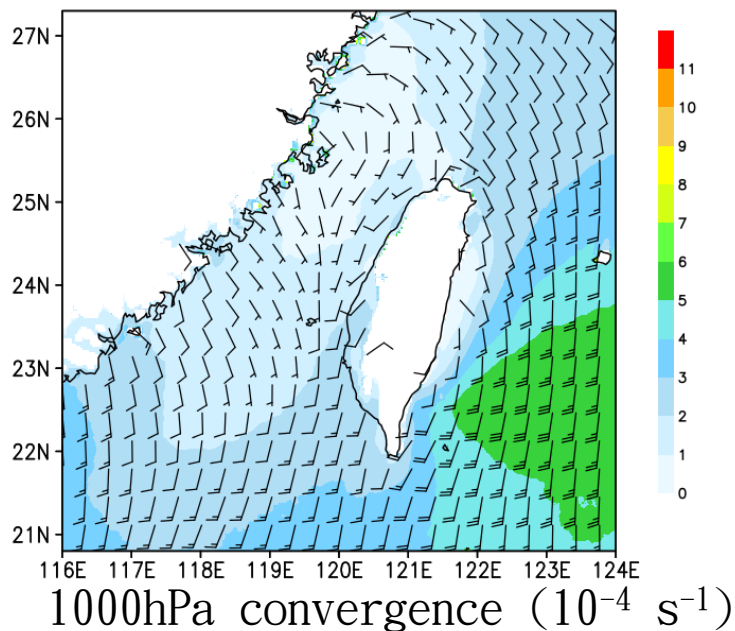 27N
26N
25N
24N
23N
22N
21N
116E 117E 118E 119E 120E 121E 122E 123E 124E
11
10
9
8
7
6
5
4
3
2
1
0
1000hPa convergence (10⁻⁴ s⁻¹)